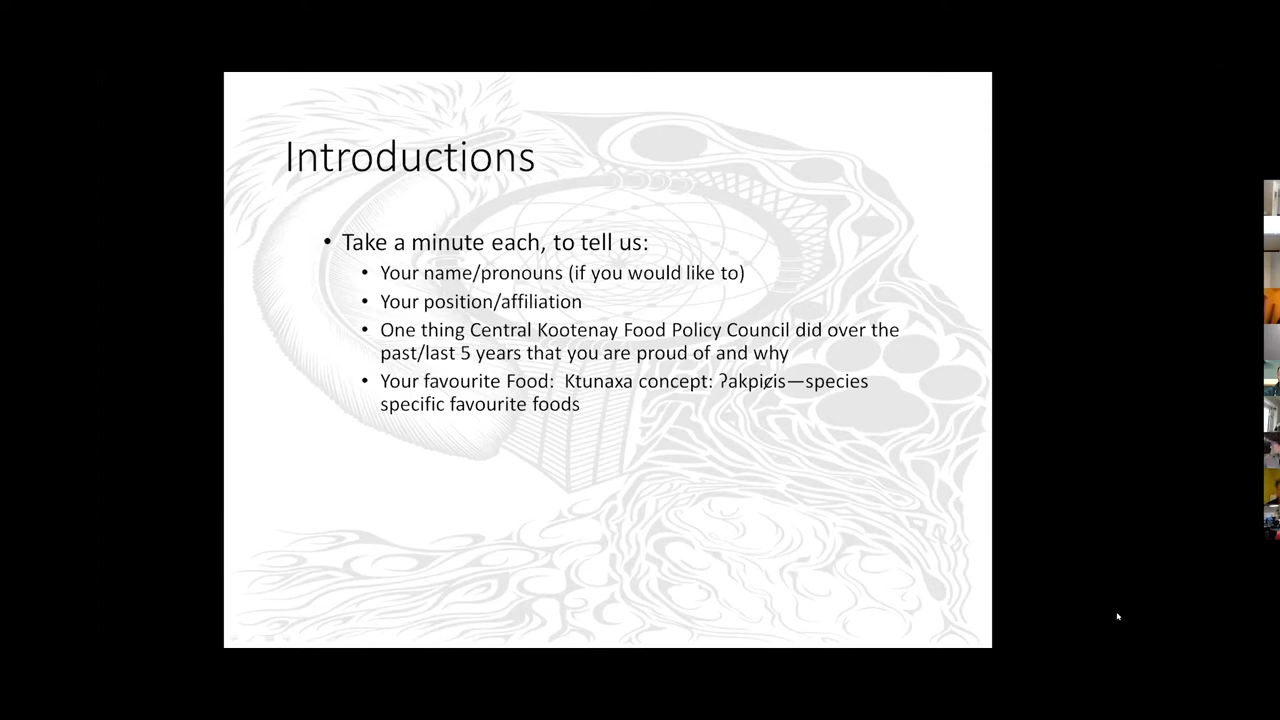 Introductions
• Take a minute each, to tell us:
• Your name/pronouns (if you would like to)
• Your position/affiliation
• One thing Central Kootenay Food Policy Council did over the
past/last 5 years that you are proud of and why
• Your favourite Food:  Ktunaxa concept: ʔakpiȼis—species
specific favourite foods